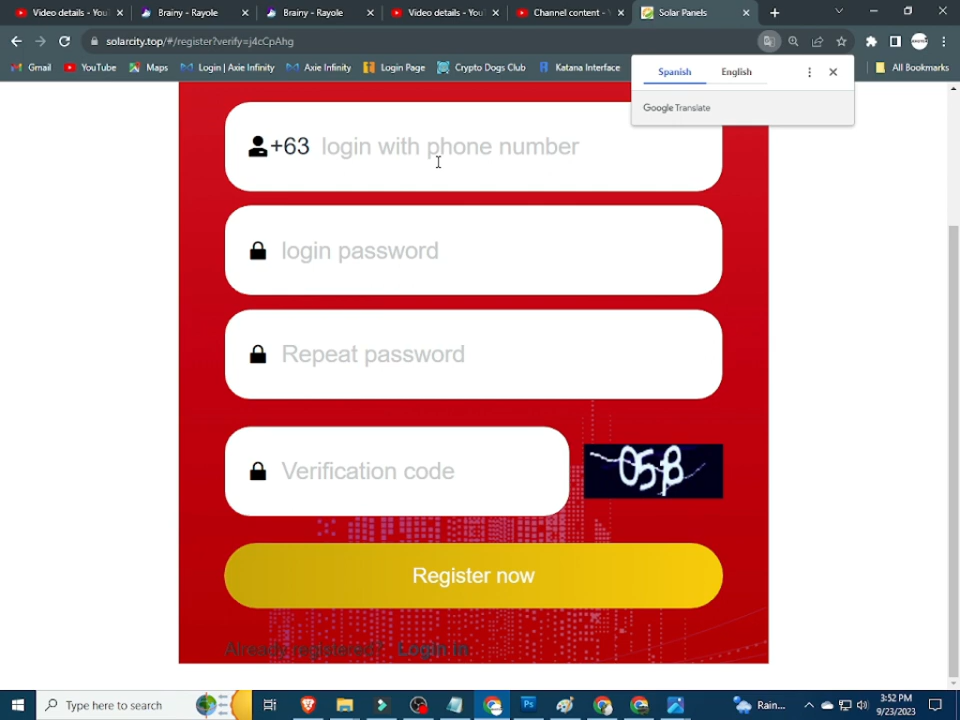 Video details - You
Brainy - Rayole
Brainy - Rayole
Video details - You
Channel content -
Solar Panels
solarcity.top/#/register?verify=j4cCpAhg
Gmail
YouTube
Maps
Login | Axie Infinity
Axie Infinity
Login Page
Crypto Dogs Club
Katana Interface
All Bookmarks
Spanish
English
Google Translate
+63 login with phone number
login password
Repeat password
Verification code
Register now
Already registered? Login in
Type here to search
Rain...
3:52 PM
9/23/2023